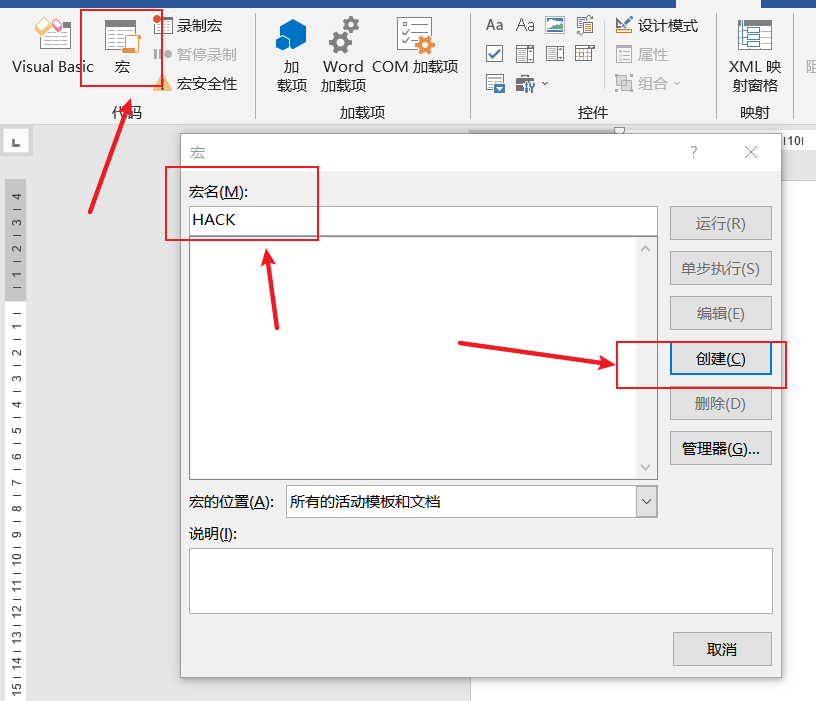 Visual Basic
宏
录制宏
暂停录制
宏安全性
代码
加
载项
Word
加载项
COM 加载项
加载项
Aa
Aa
设计模式
属性
组合
控件
XML 映
射窗格
映射
阻
L
10
4
3
2
1
1
2
3
4
5
6
7
8
9
10
11
12
13
14
15
宏
?
宏名(M):
HACK
运行(R)
单步执行(S)
编辑(E)
创建(C)
删除(D)
管理器(G)...
宏的位置(A):
所有的活动模板和文档
说明(I):
取消